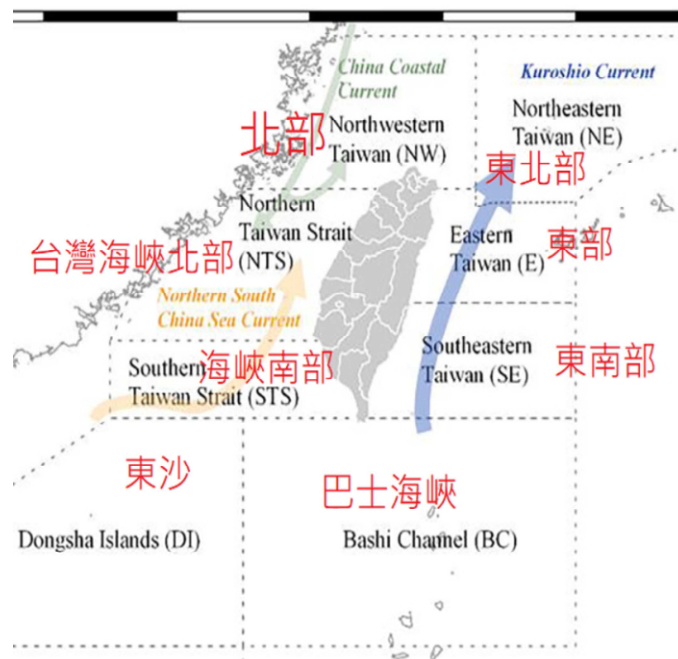 China Coastal
Current
Kuroshio Current
北部
Northwestern
Taiwan (NW)
Northeastern
Taiwan (NE)
東北部
Northern
Taiwan Strait
(NTS)
台灣海峽北部
Eastern
Taiwan (E)
東部
Northern South
China Sea Current
海峽南部
Southern
Taiwan Strait (STS)
Southeastern
Taiwan (SE)
東南部
東沙
巴士海峽
Dongsha Islands (DI)
Bashi Channel (BC)